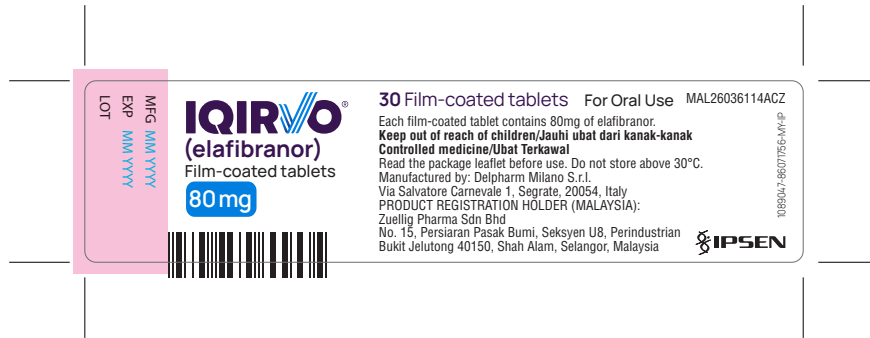 MFG MM YYYY
EXP MM YYYY
LOT
IQIRVO®
(elafibranor)
Film-coated tablets
80 mg
30 Film-coated tablets For Oral Use MAL26036114ACZ
Each film-coated tablet contains 80mg of elafibranor.
Keep out of reach of children/Jauhi ubat dari kanak-kanak
Controlled medicine/Ubat Terkawal
Read the package leaflet before use. Do not store above 30°C.
Manufactured by: Delpharm Milano S.r.l.
Via Salvatore Carnevale 1, Segrate, 20054, Italy
PRODUCT REGISTRATION HOLDER (MALAYSIA):
Zuellig Pharma Sdn Bhd
No. 15, Persiaran Pasak Bumi, Seksyen U8, Perindustrian
Bukit Jelutong 40150, Shah Alam, Selangor, Malaysia
IPSEN
1089047-86071756-MY-IP